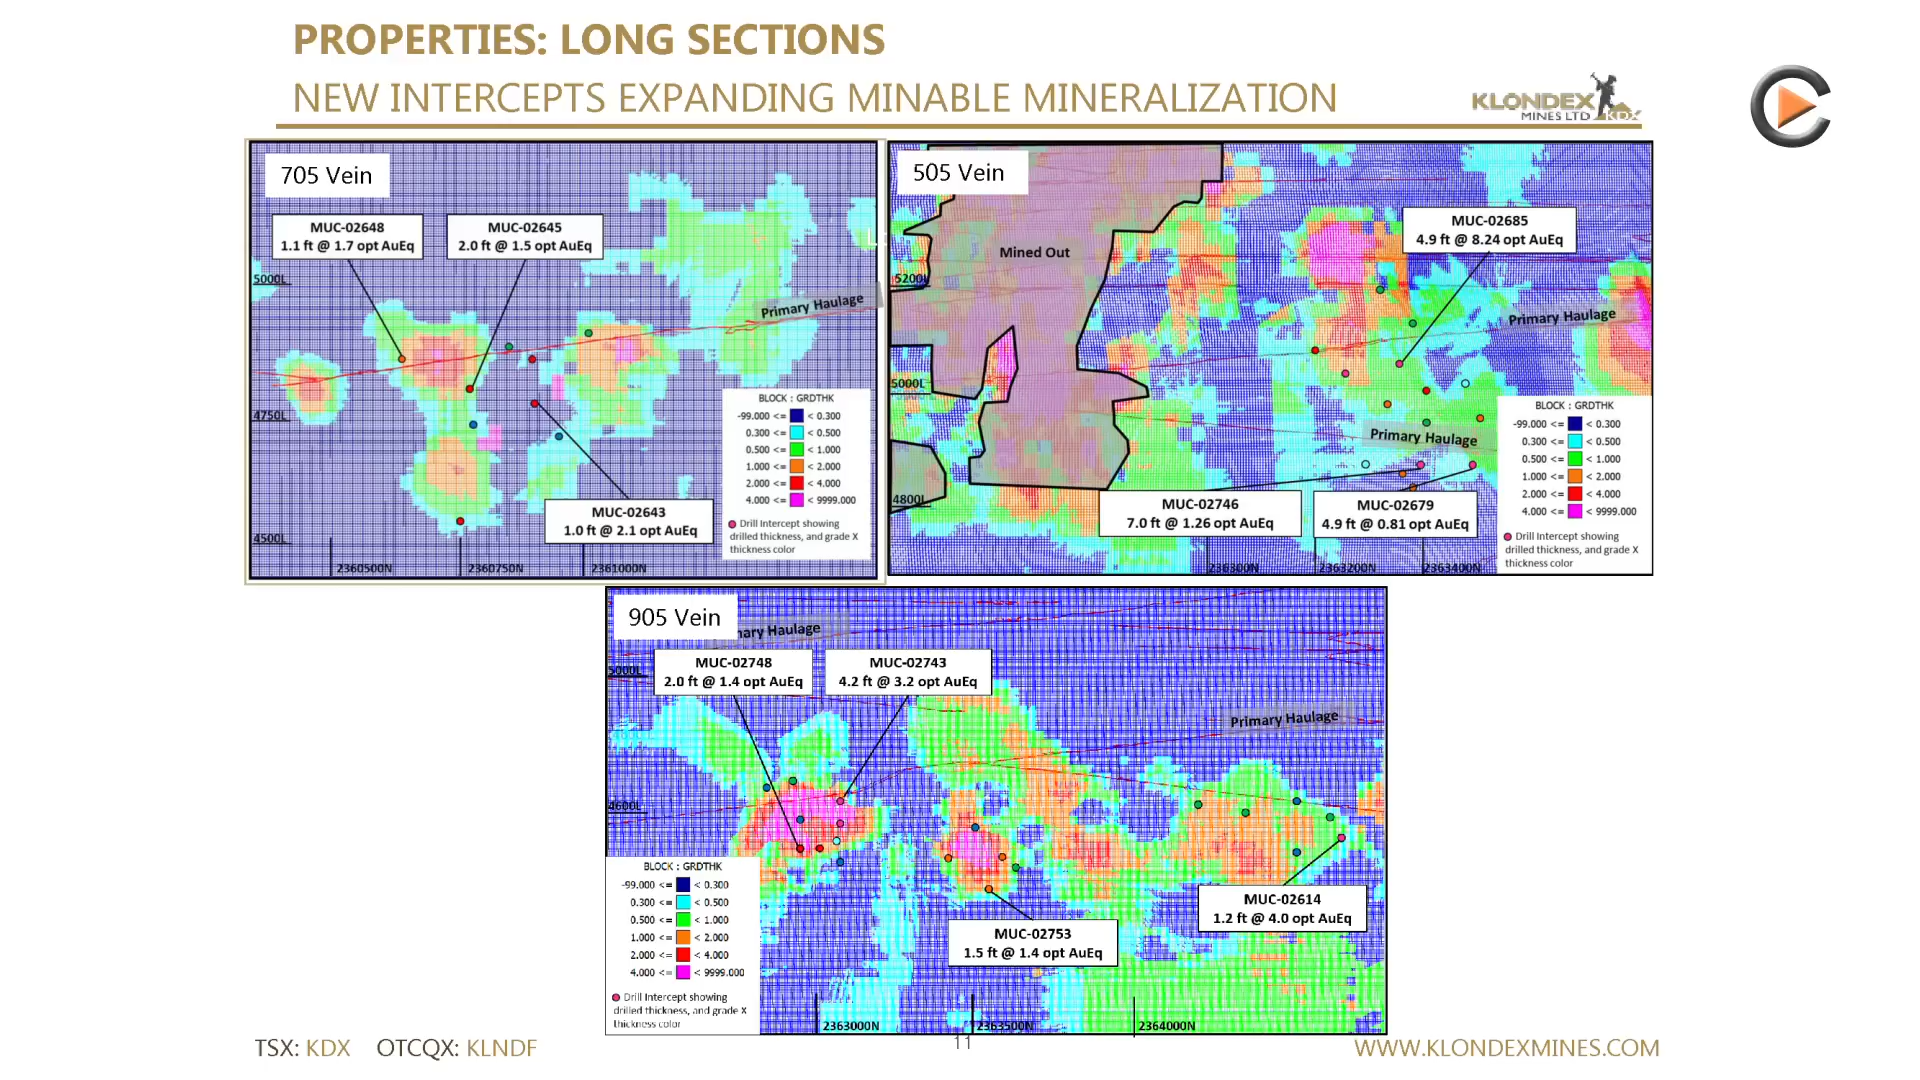 PROPERTIES: LONG SECTIONS
NEW INTERCEPTS EXPANDING MINABLE MINERALIZATION
KLONDEX
MINES LTD KDX
705 Vein
MUC-02648
1.1 ft @ 1.7 opt AuEq
MUC-02645
2.0 ft @ 1.5 opt AuEq
5000L
Primary Haulage
4750L
BLOCK : GRDTHK
-99.000 <= < 0.300
0.300 <= < 0.500
0.500 <= < 1.000
1.000 <= < 2.000
2.000 <= < 4.000
4.000 <= < 9999.000
MUC-02643
1.0 ft @ 2.1 opt AuEq
Drill Intercept showing
drilled thickness, and grade X
thickness color
4500L
2360500N
2360750N
2361000N
505 Vein
MUC-02685
4.9 ft @ 8.24 opt AuEq
Mined Out
5200L
Primary Haulage
5000L
Primary Haulage
BLOCK : GRDTHK
-99.000 <= < 0.300
0.300 <= < 0.500
0.500 <= < 1.000
1.000 <= < 2.000
2.000 <= < 4.000
4.000 <= < 9999.000
4800L
MUC-02746
7.0 ft @ 1.26 opt AuEq
MUC-02679
4.9 ft @ 0.81 opt AuEq
Drill Intercept showing
drilled thickness, and grade X
thickness color
2363200N
2363400N
905 Vein
Haulage
MUC-02748
2.0 ft @ 1.4 opt AuEq
MUC-02743
4.2 ft @ 3.2 opt AuEq
5000L
Primary Haulage
4600L
BLOCK : GRDTHK
-99.000 <= < 0.300
0.300 <= < 0.500
0.500 <= < 1.000
1.000 <= < 2.000
2.000 <= < 4.000
4.000 <= < 9999.000
MUC-02614
1.2 ft @ 4.0 opt AuEq
MUC-02753
1.5 ft @ 1.4 opt AuEq
Drill Intercept showing
drilled thickness, and grade X
thickness color
2363000N
2363500N
2364000N
TSX: KDX OTCQX: KLNDF
11
WWW.KLONDEXMINES.COM